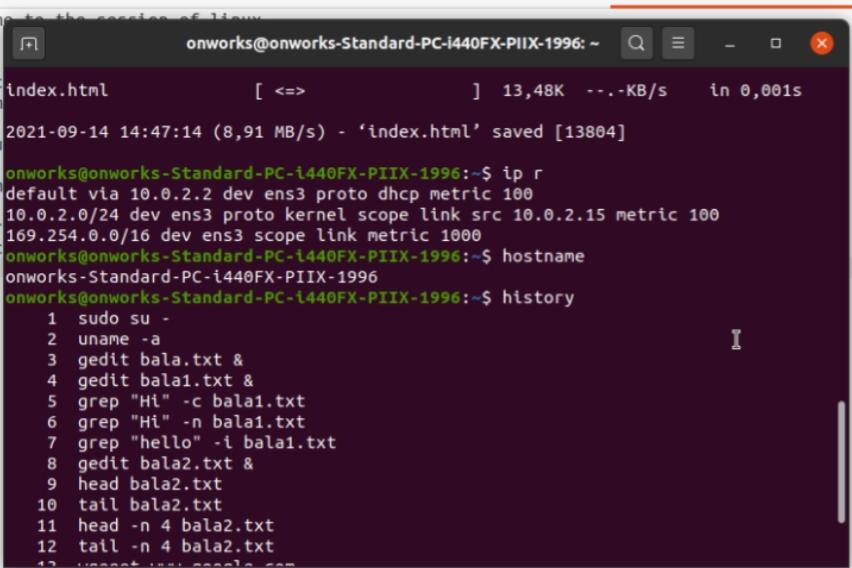 to the session of linux
onworks@onworks-Standard-PC-i440FX-PIIX-1996: ~
index.html [ <=> ] 13,48K --.-KB/s in 0,001s
2021-09-14 14:47:14 (8,91 MB/s) - ‘index.html’ saved [13804]
onworks@onworks-Standard-PC-i440FX-PIIX-1996:~$ ip r
default via 10.0.2.2 dev ens3 proto dhcp metric 100
10.0.2.0/24 dev ens3 proto kernel scope link src 10.0.2.15 metric 100
169.254.0.0/16 dev ens3 scope link metric 1000
onworks@onworks-Standard-PC-i440FX-PIIX-1996:~$ hostname
onworks-Standard-PC-i440FX-PIIX-1996
onworks@onworks-Standard-PC-i440FX-PIIX-1996:~$ history
1 sudo su -
2 uname -a
3 gedit bala.txt &
4 gedit bala1.txt &
5 grep "Hi" -c bala1.txt
6 grep "Hi" -n bala1.txt
7 grep "hello" -i bala1.txt
8 gedit bala2.txt &
9 head bala2.txt
10 tail bala2.txt
11 head -n 4 bala2.txt
12 tail -n 4 bala2.txt